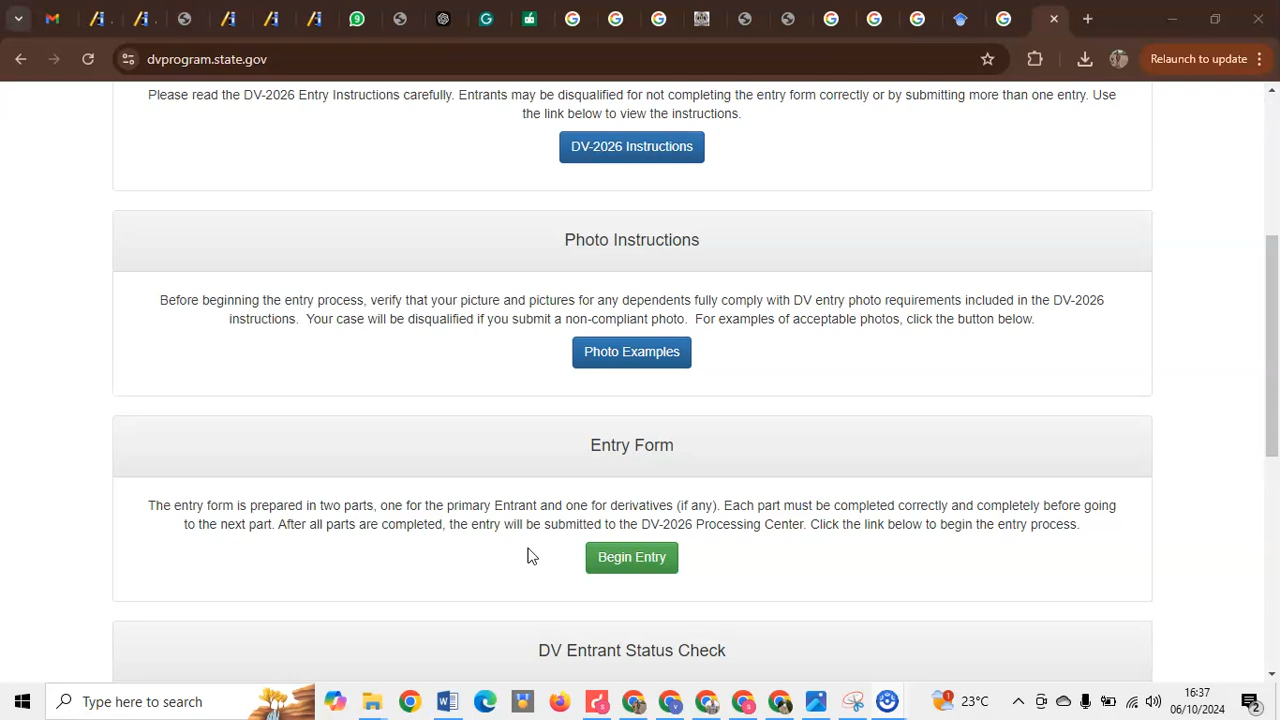 dvprogram.state.gov
Relaunch to update
Please read the DV-2026 Entry Instructions carefully. Entrants may be disqualified for not completing the entry form correctly or by submitting more than one entry. Use
the link below to view the instructions.
DV-2026 Instructions
Photo Instructions
Before beginning the entry process, verify that your picture and pictures for any dependents fully comply with DV entry photo requirements included in the DV-2026
instructions.  Your case will be disqualified if you submit a non-compliant photo.  For examples of acceptable photos, click the button below.
Photo Examples
Entry Form
The entry form is prepared in two parts, one for the primary Entrant and one for derivatives (if any). Each part must be completed correctly and completely before going
to the next part. After all parts are completed, the entry will be submitted to the DV-2026 Processing Center. Click the link below to begin the entry process.
Begin Entry
DV Entrant Status Check
Type here to search
23°C
16:37
06/10/2024
2